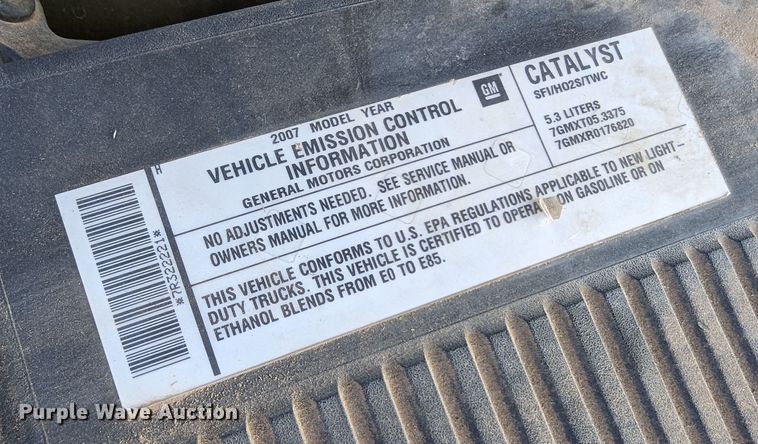 H
2007 MODEL YEAR
VEHICLE EMISSION CONTROL
INFORMATION
GENERAL MOTORS CORPORATION
GM
CATALYST
SFI/HO2S/TWC
5.3 LITERS
7GMXT05.3375
7GMXR0176820
NO ADJUSTMENTS NEEDED. SEE SERVICE MANUAL OR
OWNERS MANUAL FOR MORE INFORMATION.
THIS VEHICLE CONFORMS TO U.S. EPA REGULATIONS APPLICABLE TO NEW LIGHT-
DUTY TRUCKS. THIS VEHICLE IS CERTIFIED TO OPERATE ON GASOLINE OR ON
ETHANOL BLENDS FROM E0 TO E85.
*7R322221*
Purple Wave Auction